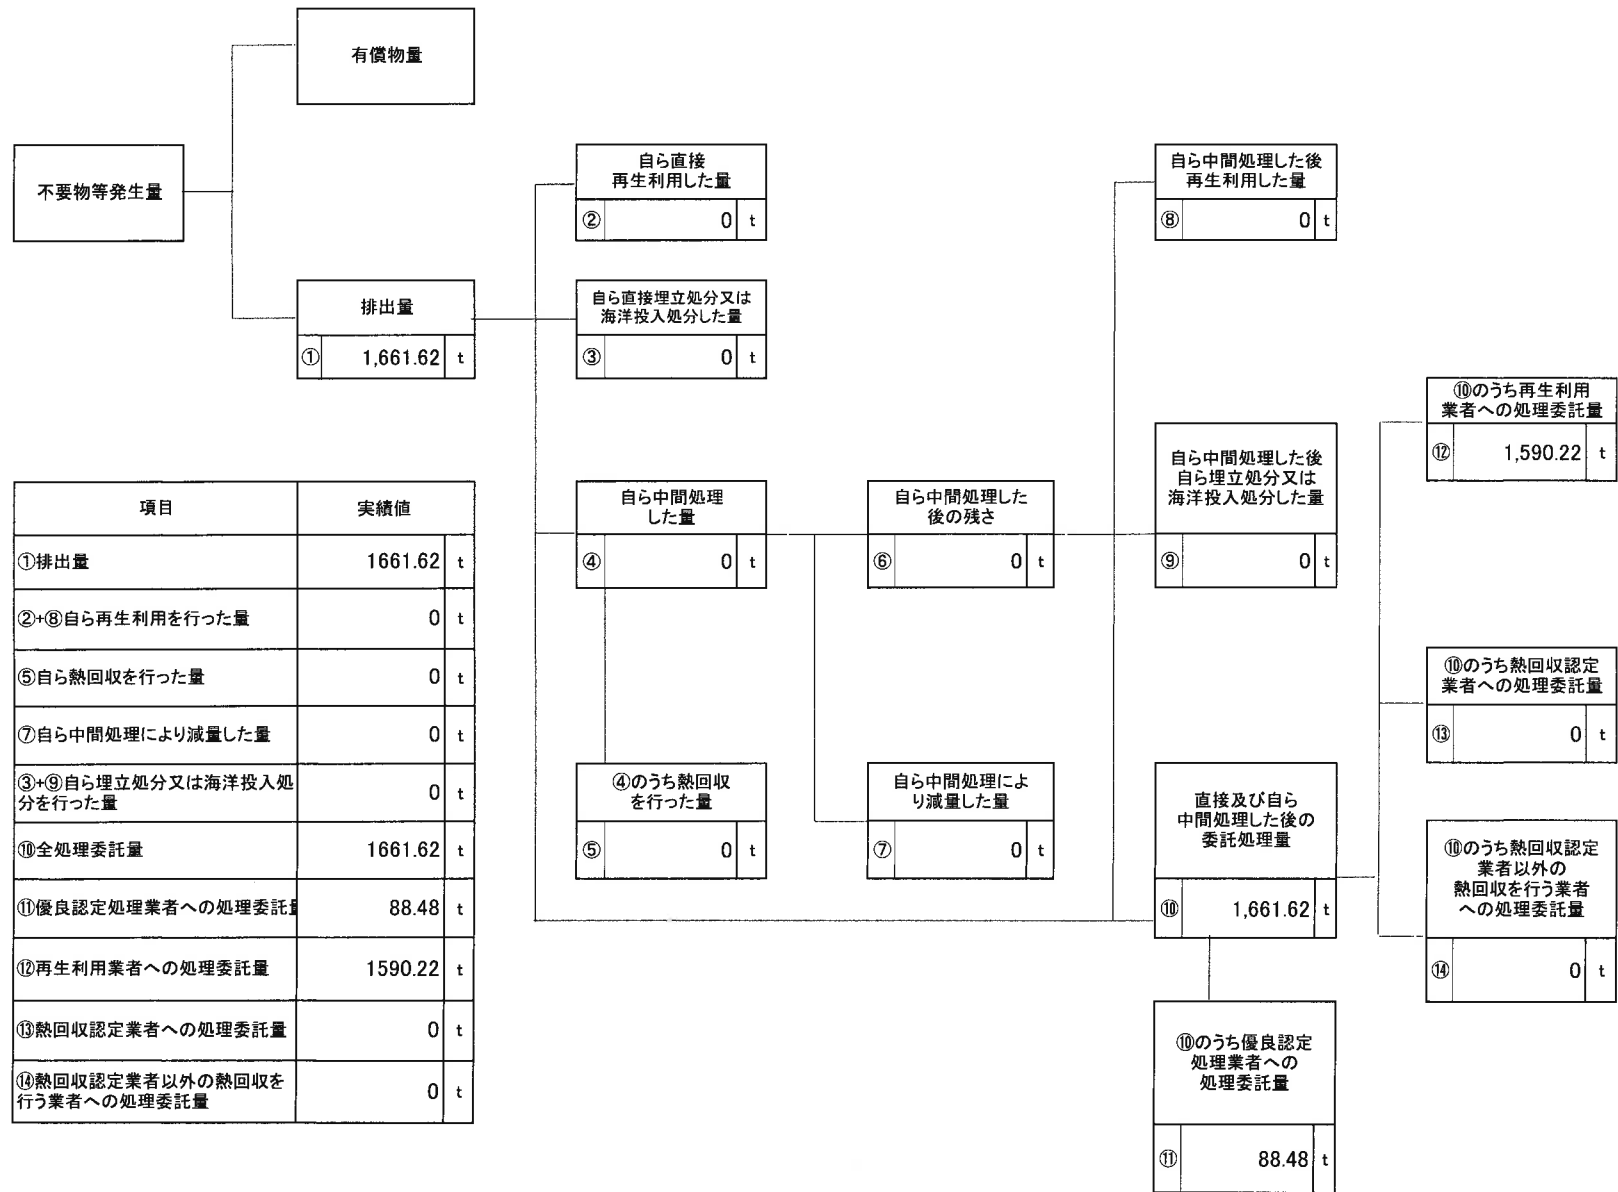 有償物量
不要物等発生量
排出量
① 1,661.62 t
自ら直接
再生利用した量
② 0 t
自ら直接埋立処分又は
海洋投入処分した量
③ 0 t
自ら中間処理
した量
④ 0 t
④のうち熱回収
を行った量
⑤ 0 t
自ら中間処理した
後の残さ
⑥ 0 t
自ら中間処理によ
り減量した量
⑦ 0 t
自ら中間処理した後
再生利用した量
⑧ 0 t
自ら中間処理した後
自ら埋立処分又は
海洋投入処分した量
⑨ 0 t
直接及び自ら
中間処理した後の
委託処理量
⑩ 1,661.62 t
⑩のうち優良認定
処理業者への
処理委託量
⑪ 88.48 t
⑩のうち再生利用
業者への処理委託量
⑫ 1,590.22 t
⑩のうち熱回収認定
業者への処理委託量
⑬ 0 t
⑩のうち熱回収認定
業者以外の
熱回収を行う業者
への処理委託量
⑭ 0 t
項目 実績値
①排出量 1661.62 t
②+⑧自ら再生利用を行った量 0 t
⑤自ら熱回収を行った量 0 t
⑦自ら中間処理により減量した量 0 t
③+⑨自ら埋立処分又は海洋投入処
分を行った量 0 t
⑩全処理委託量 1661.62 t
⑪優良認定処理業者への処理委託量 88.48 t
⑫再生利用業者への処理委託量 1590.22 t
⑬熱回収認定業者への処理委託量 0 t
⑭熱回収認定業者以外の熱回収を
行う業者への処理委託量 0 t